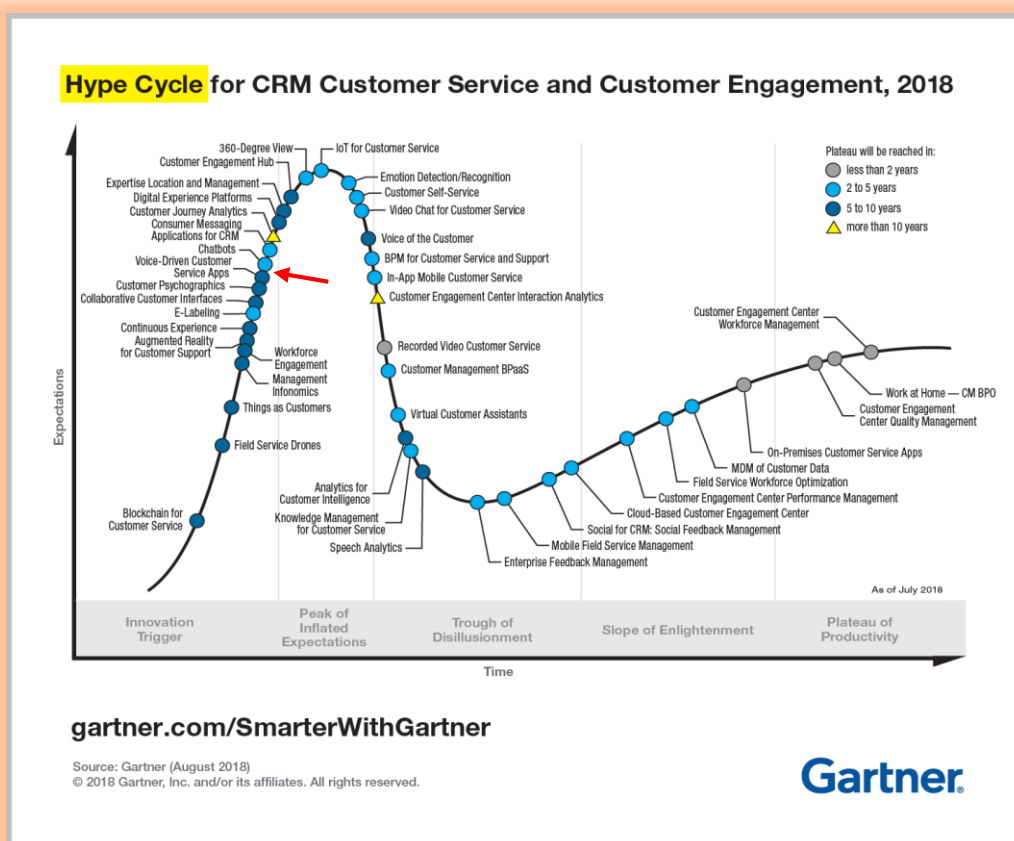 Hype Cycle for CRM Customer Service and Customer Engagement, 2018
Expectations
360-Degree View
Customer Engagement Hub
Expertise Location and Management
Digital Experience Platforms
Customer Journey Analytics
Consumer Messaging
Applications for CRM
Chatbots
Voice-Driven Customer
Service Apps
Customer Psychographics
Collaborative Customer Interfaces
E-Labeling
Continuous Experience
Augmented Reality
for Customer Support
Workforce
Engagement
Management
Infonomics
Things as Customers
Field Service Drones
Blockchain for
Customer Service
IoT for Customer Service
Emotion Detection/Recognition
Customer Self-Service
Video Chat for Customer Service
Voice of the Customer
BPM for Customer Service and Support
In-App Mobile Customer Service
Customer Engagement Center Interaction Analytics
Recorded Video Customer Service
Customer Management BPaaS
Virtual Customer Assistants
Analytics for
Customer Intelligence
Knowledge Management
for Customer Service
Speech Analytics
Enterprise Feedback Management
Mobile Field Service Management
Social for CRM: Social Feedback Management
Cloud-Based Customer Engagement Center
Customer Engagement Center Performance Management
Field Service Workforce Optimization
MDM of Customer Data
On-Premises Customer Service Apps
Customer Engagement
Center Quality Management
Work at Home — CM BPO
Customer Engagement Center
Workforce Management
Plateau will be reached in:
less than 2 years
2 to 5 years
5 to 10 years
more than 10 years
As of July 2018
Innovation
Trigger
Peak of
Inflated
Expectations
Trough of
Disillusionment
Slope of Enlightenment
Plateau of
Productivity
Time
gartner.com/SmarterWithGartner
Source: Gartner (August 2018)
© 2018 Gartner, Inc. and/or its affiliates. All rights reserved.
Gartner®